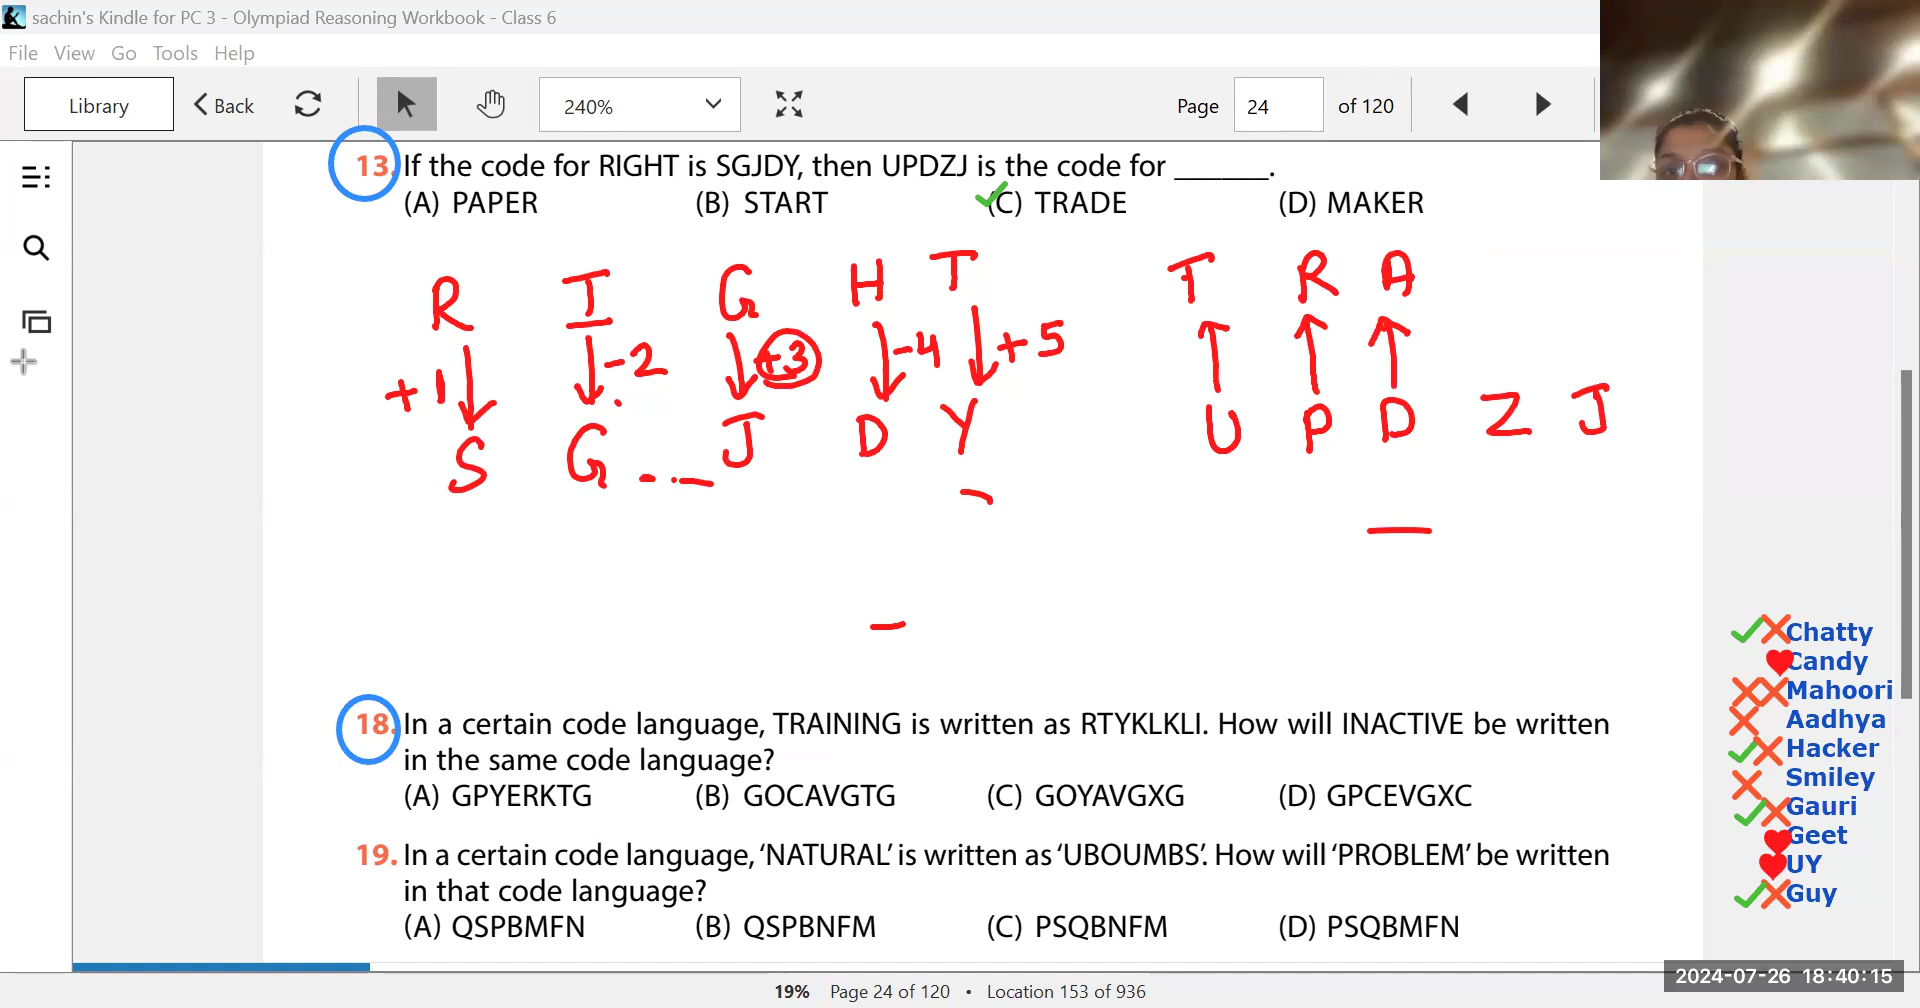 sachin's Kindle for PC 3 - Olympiad Reasoning Workbook - Class 6
File View Go Tools Help
Library Back 240% Page 24 of 120
13. If the code for RIGHT is SGJDY, then UPDZJ is the code for ______.
(A) PAPER (B) START (C) TRADE (D) MAKER
R I G H T T R A
+1 -2 +3 -4 +5
S G J D Y U P D Z J
18. In a certain code language, TRAINING is written as RTYKLKLI. How will INACTIVE be written
in the same code language?
(A) GPYERKTG (B) GOCAVGTG (C) GOYAVGXG (D) GPCEVGXC
19. In a certain code language, ‘NATURAL’ is written as ‘UBOUMBS’. How will ‘PROBLEM’ be written
in that code language?
(A) QSPBMFN (B) QSPBNFM (C) PSQBNFM (D) PSQBMFN
Chatty
Candy
Mahoori
Aadhya
Hacker
Smiley
Gauri
Geet
UY
Guy
2024-07-26 18:40:15
19% Page 24 of 120 • Location 153 of 936